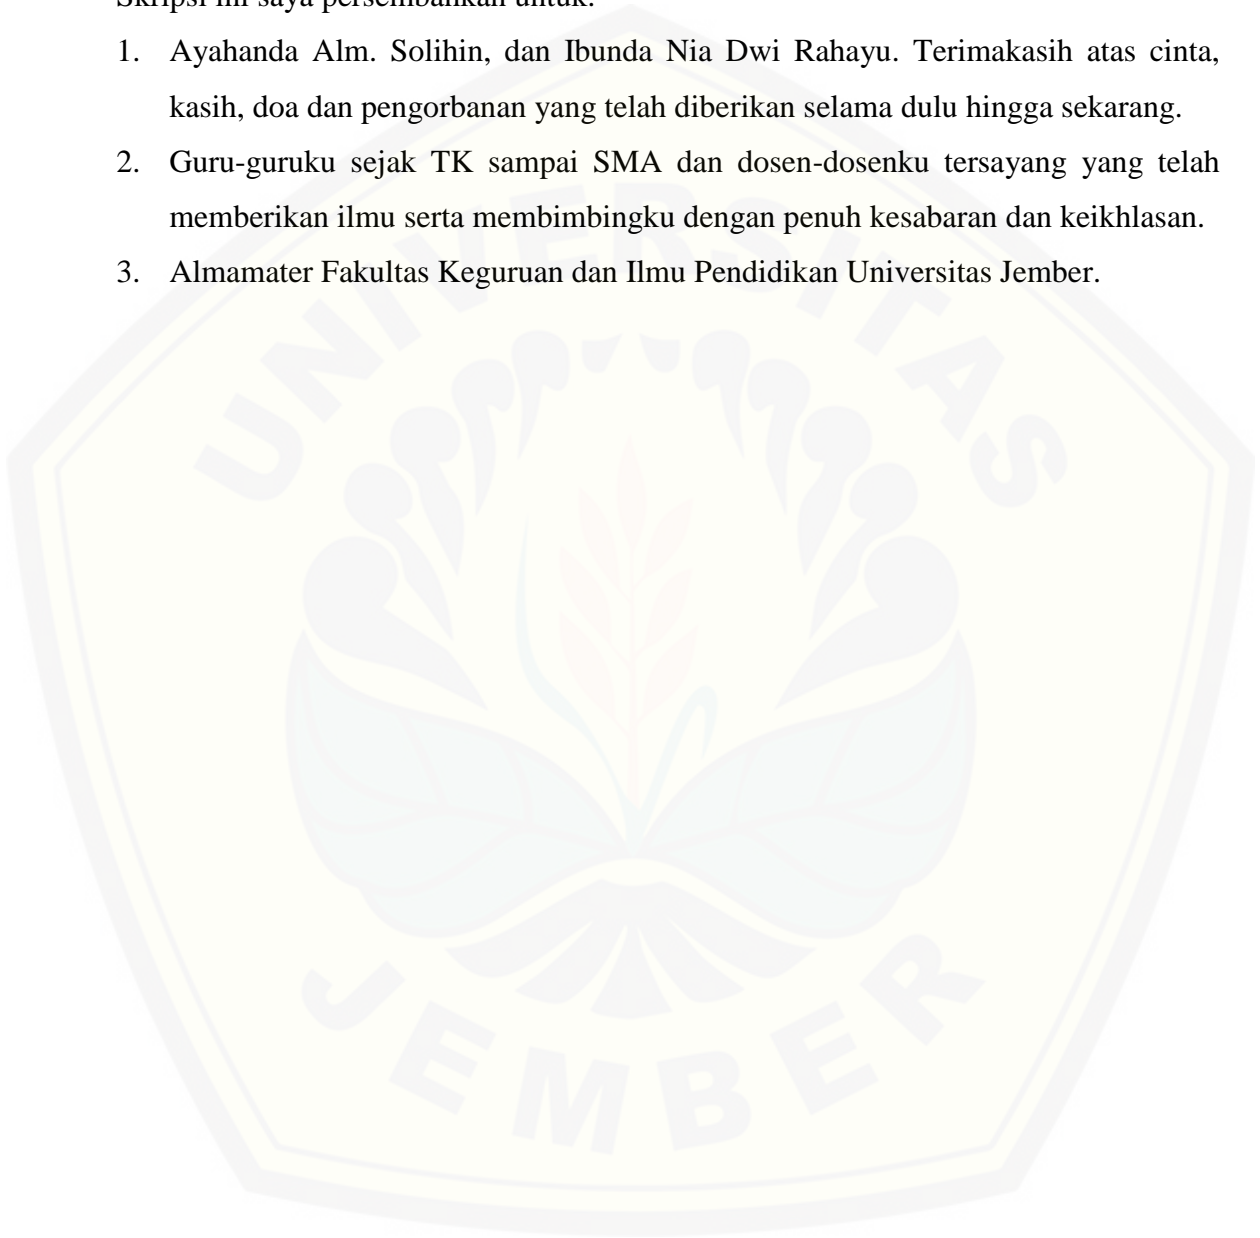 Skripsi ini saya persembahkan untuk:
1. Ayahanda Alm. Solihin, dan Ibunda Nia Dwi Rahayu. Terimakasih atas cinta,
kasih, doa dan pengorbanan yang telah diberikan selama dulu hingga sekarang.
2. Guru-guruku sejak TK sampai SMA dan dosen-dosenku tersayang yang telah
memberikan ilmu serta membimbingku dengan penuh kesabaran dan keikhlasan.
3. Almamater Fakultas Keguruan dan Ilmu Pendidikan Universitas Jember.
UNIVERSITAS
JEMBER